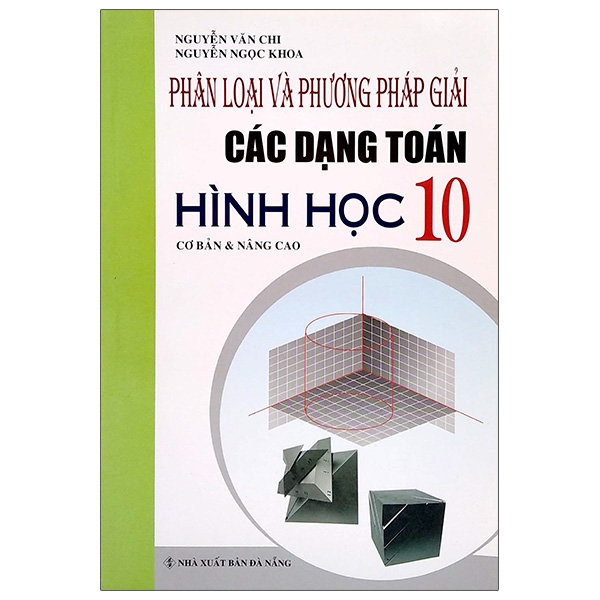 NGUYỄN VĂN CHI
NGUYỄN NGỌC KHOA
PHÂN LOẠI VÀ PHƯƠNG PHÁP GIẢI
CÁC DẠNG TOÁN
HÌNH HỌC 10
CƠ BẢN & NÂNG CAO
NHÀ XUẤT BẢN ĐÀ NẴNG